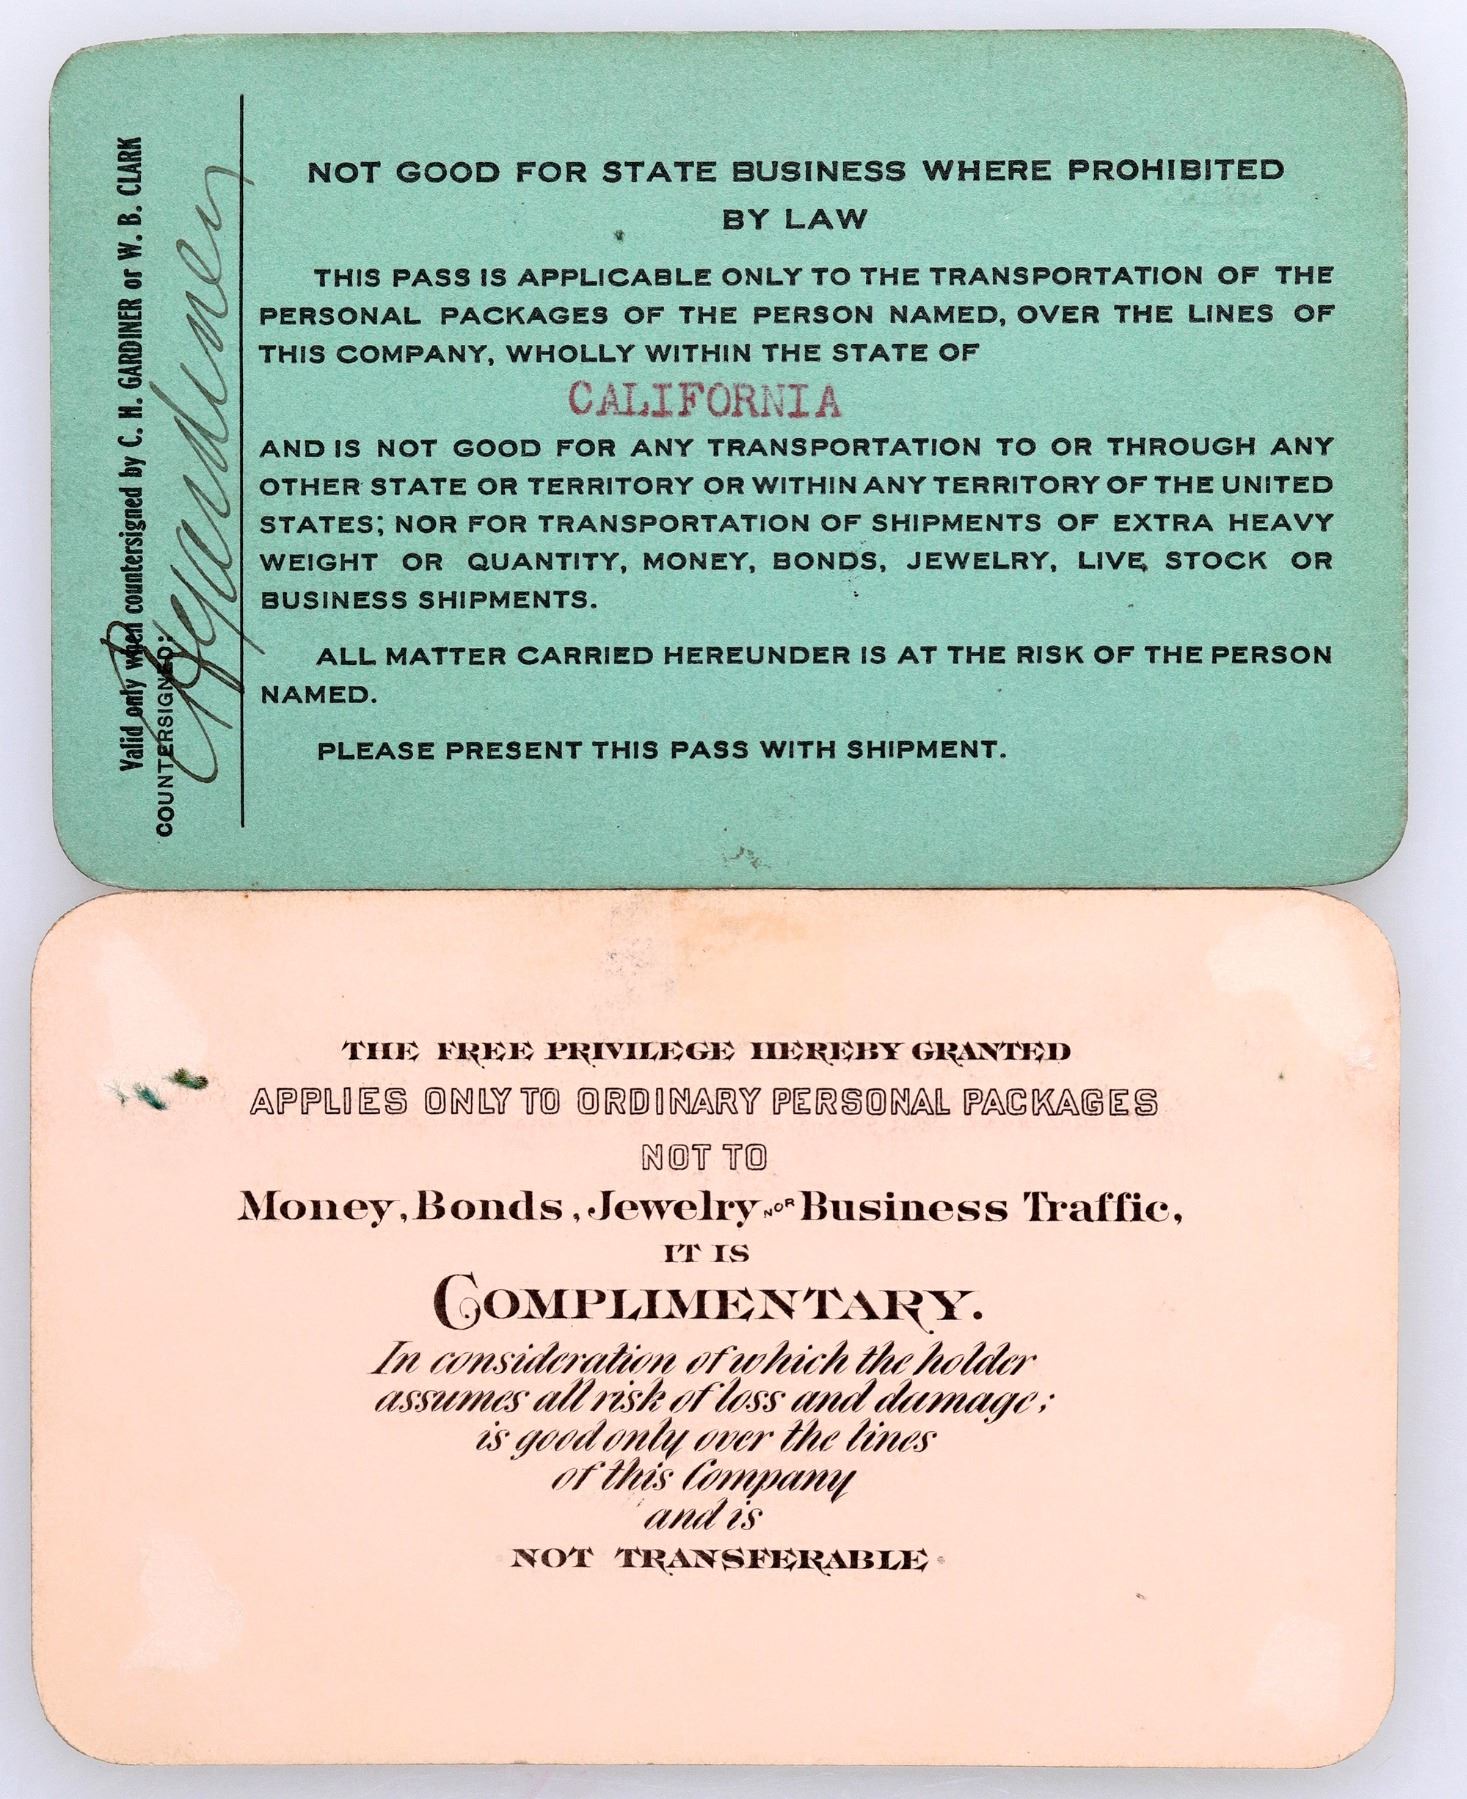 Valid only when countersigned by C. H. GARDINER or W. B. CLARK
COUNTERSIGNED:
C H Gardiner
NOT GOOD FOR STATE BUSINESS WHERE PROHIBITED
BY LAW
THIS PASS IS APPLICABLE ONLY TO THE TRANSPORTATION OF THE
PERSONAL PACKAGES OF THE PERSON NAMED, OVER THE LINES OF
THIS COMPANY, WHOLLY WITHIN THE STATE OF
CALIFORNIA
AND IS NOT GOOD FOR ANY TRANSPORTATION TO OR THROUGH ANY
OTHER STATE OR TERRITORY OR WITHIN ANY TERRITORY OF THE UNITED
STATES; NOR FOR TRANSPORTATION OF SHIPMENTS OF EXTRA HEAVY
WEIGHT OR QUANTITY, MONEY, BONDS, JEWELRY, LIVE STOCK OR
BUSINESS SHIPMENTS.
ALL MATTER CARRIED HEREUNDER IS AT THE RISK OF THE PERSON
NAMED.
PLEASE PRESENT THIS PASS WITH SHIPMENT.
THE FREE PRIVILEGE HEREBY GRANTED
APPLIES ONLY TO ORDINARY PERSONAL PACKAGES
NOT TO
Money, Bonds, Jewelry NOR Business Traffic,
IT IS
COMPLIMENTARY.
In consideration of which the holder
assumes all risk of loss and damage;
is good only over the lines
of this Company
and is
NOT TRANSFERABLE